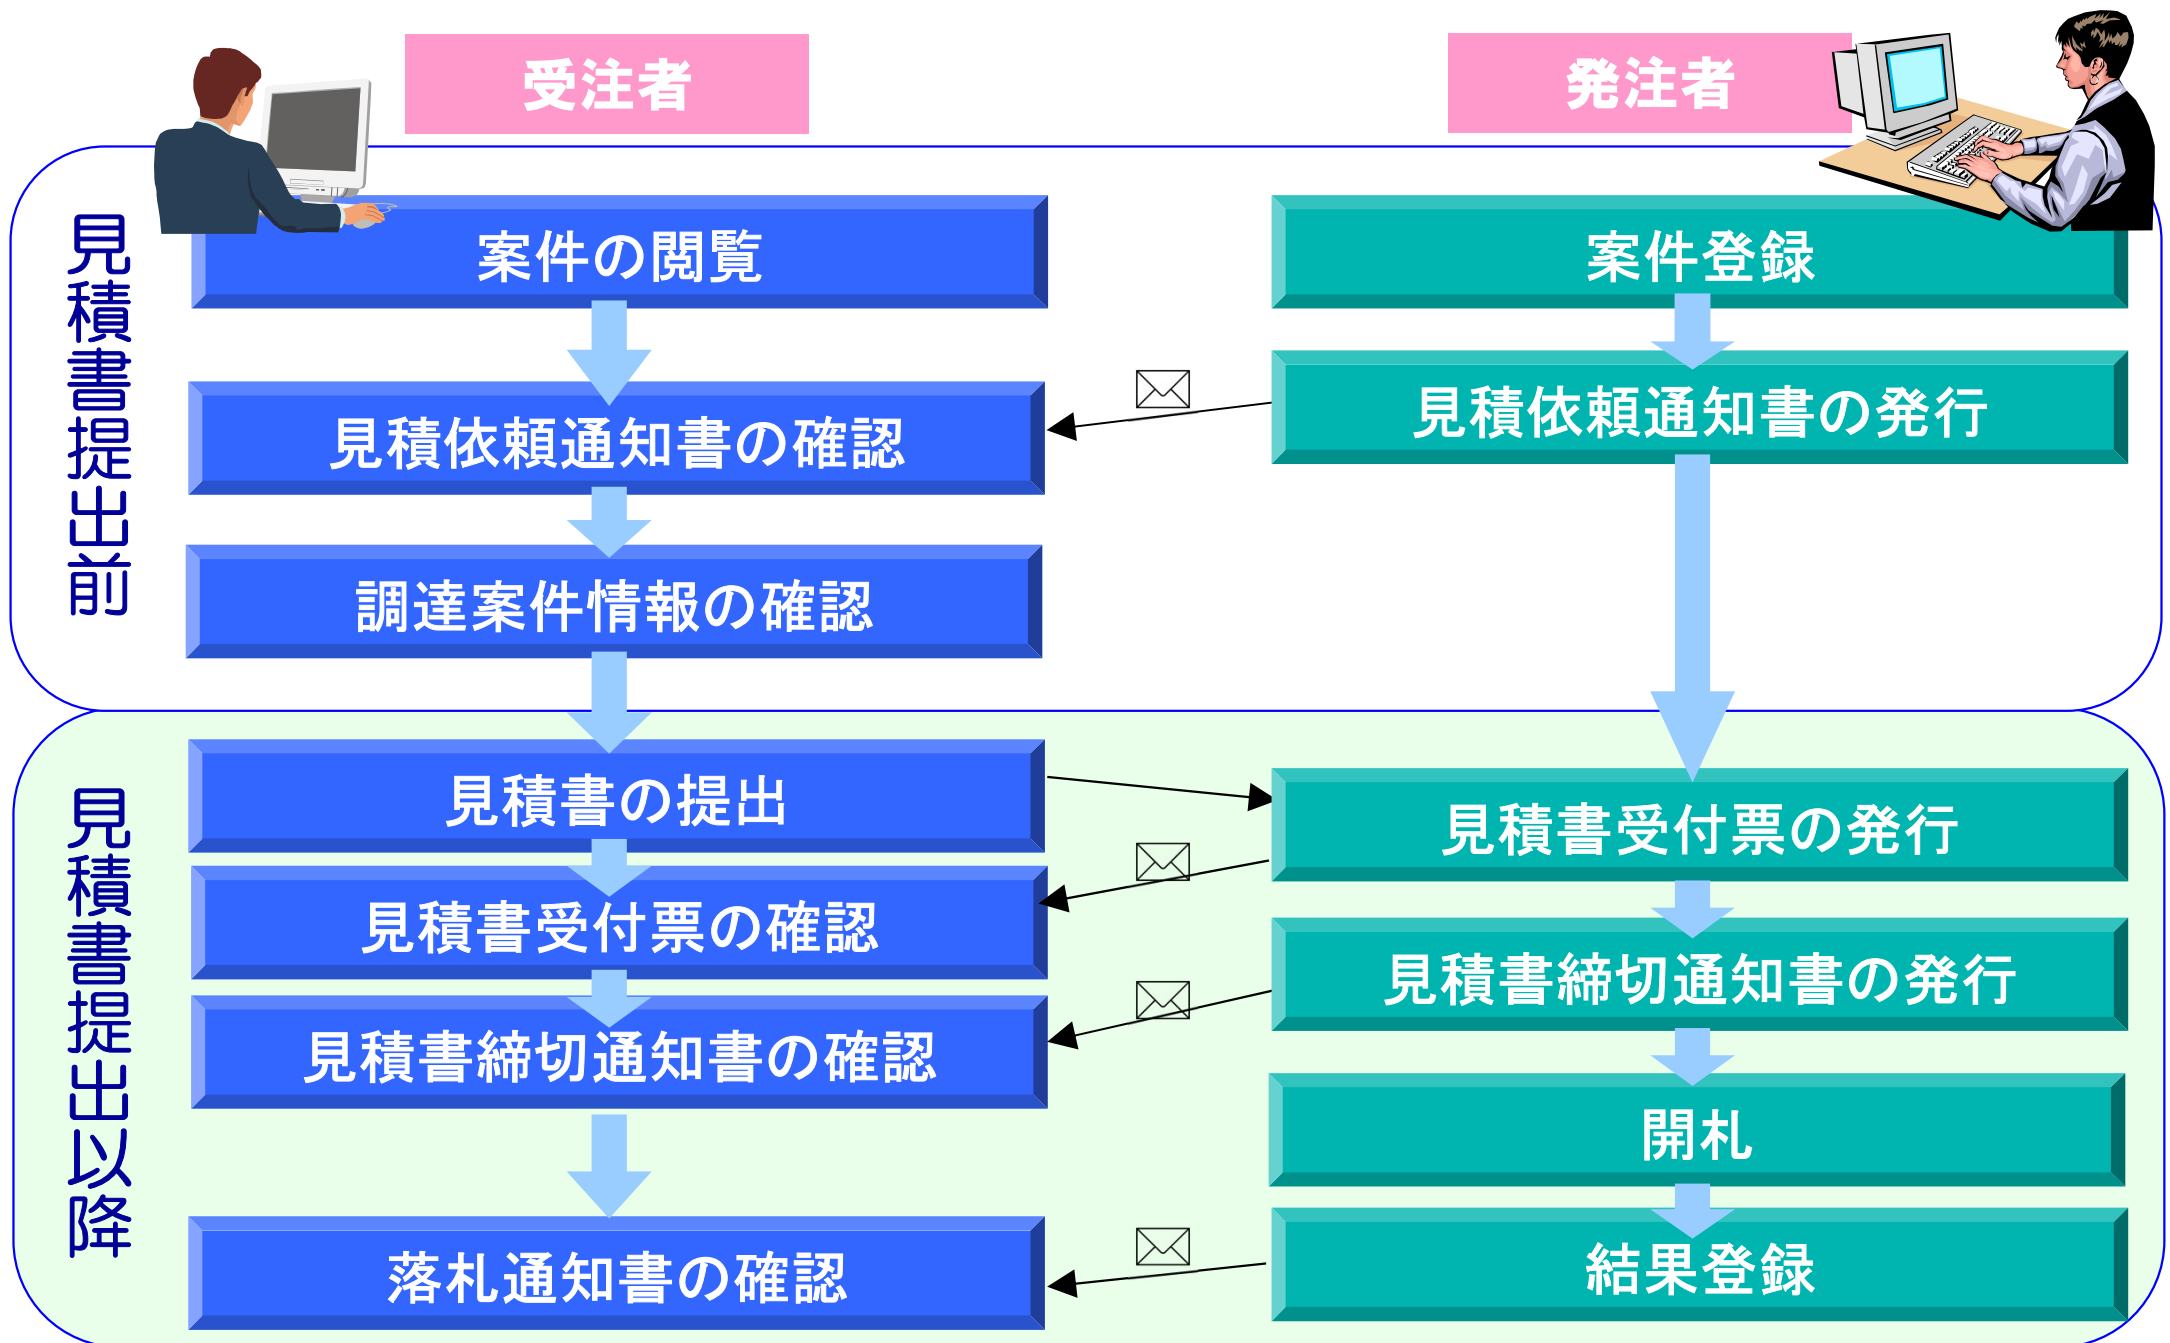 受注者
発注者
見積書提出前
案件の閲覧
案件登録
見積依頼通知書の発行
見積依頼通知書の確認
調達案件情報の確認
見積書提出以降
見積書の提出
見積書受付票の発行
見積書受付票の確認
見積書締切通知書の発行
見積書締切通知書の確認
開札
結果登録
落札通知書の確認